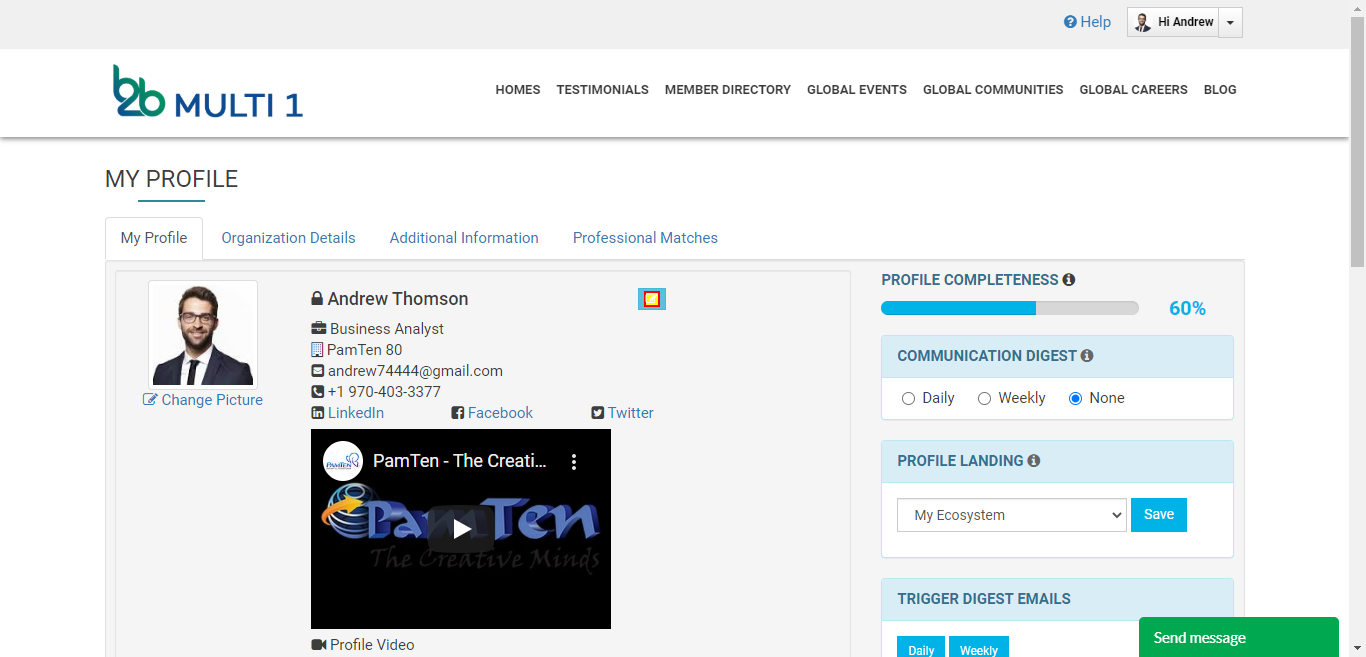 Help
Hi Andrew
b2b MULTI 1
HOMES TESTIMONIALS MEMBER DIRECTORY GLOBAL EVENTS GLOBAL COMMUNITIES GLOBAL CAREERS BLOG
MY PROFILE
My Profile Organization Details Additional Information Professional Matches
Andrew Thomson
Business Analyst
PamTen 80
andrew74444@gmail.com
+1 970-403-3377
LinkedIn Facebook Twitter
Change Picture
PAMTEN
PamTen - The Creati...
PamTen
The Creative Minds
Profile Video
PROFILE COMPLETENESS
60%
COMMUNICATION DIGEST
Daily Weekly None
PROFILE LANDING
My Ecosystem Save
TRIGGER DIGEST EMAILS
Daily Weekly
Send message